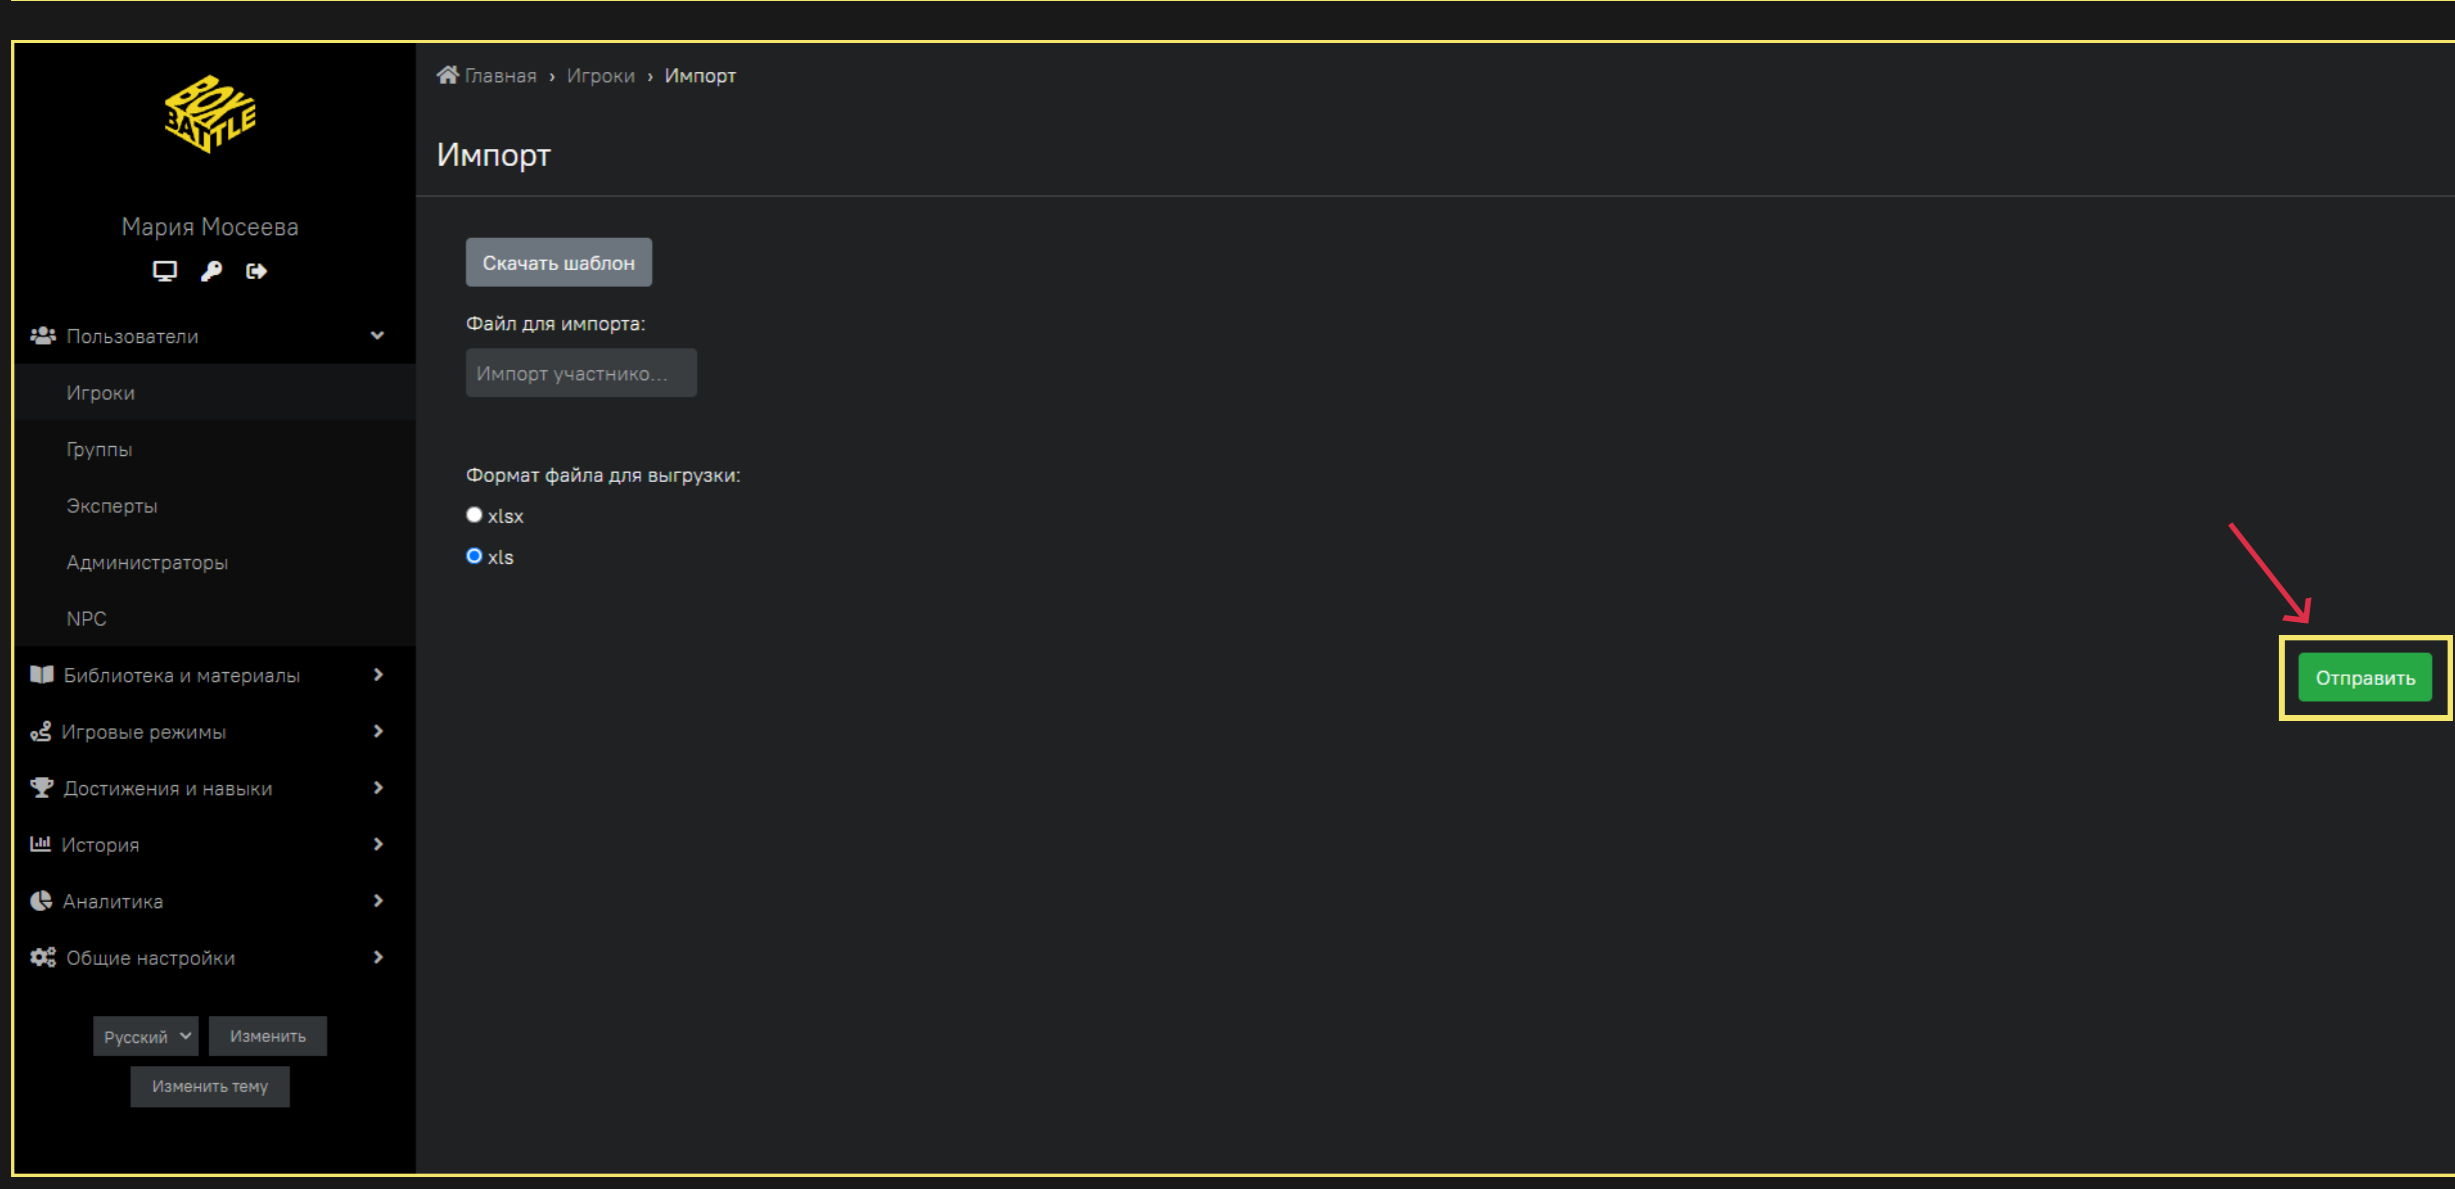 BOOM
BATTLE
Мария Мосеева
Пользователи
Игроки
Группы
Эксперты
Администраторы
NPC
Библиотека и материалы
Игровые режимы
Достижения и навыки
История
Аналитика
Общие настройки
Русский
Изменить
Изменить тему
Главная › Игроки › Импорт
Импорт
Скачать шаблон
Файл для импорта:
Импорт участнико...
Формат файла для выгрузки:
xlsx
xls
Отправить